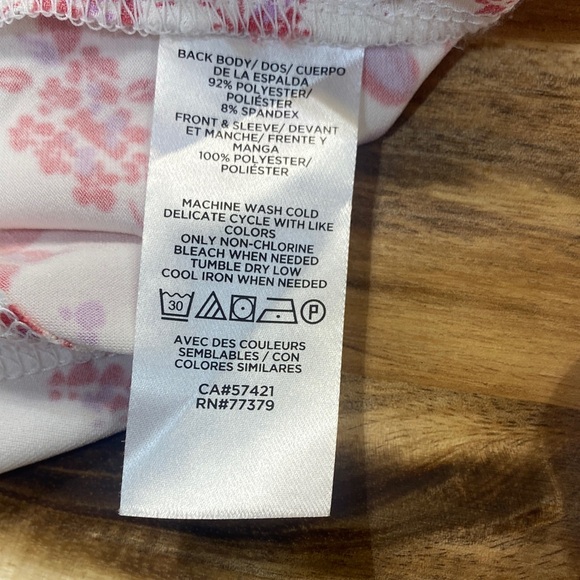 BACK BODY/ DOS/ CUERPO
DE LA ESPALDA
92% POLYESTER/
POLIÉSTER
8% SPANDEX
FRONT & SLEEVE/ DEVANT
ET MANCHE/ FRENTE Y
MANGA
100% POLYESTER/
POLIÉSTER
MACHINE WASH COLD
DELICATE CYCLE WITH LIKE
COLORS
ONLY NON-CHLORINE
BLEACH WHEN NEEDED
TUMBLE DRY LOW
COOL IRON WHEN NEEDED
30 P
AVEC DES COULEURS
SEMBLABLES / CON
COLORES SIMILARES
CA#57421
RN#77379